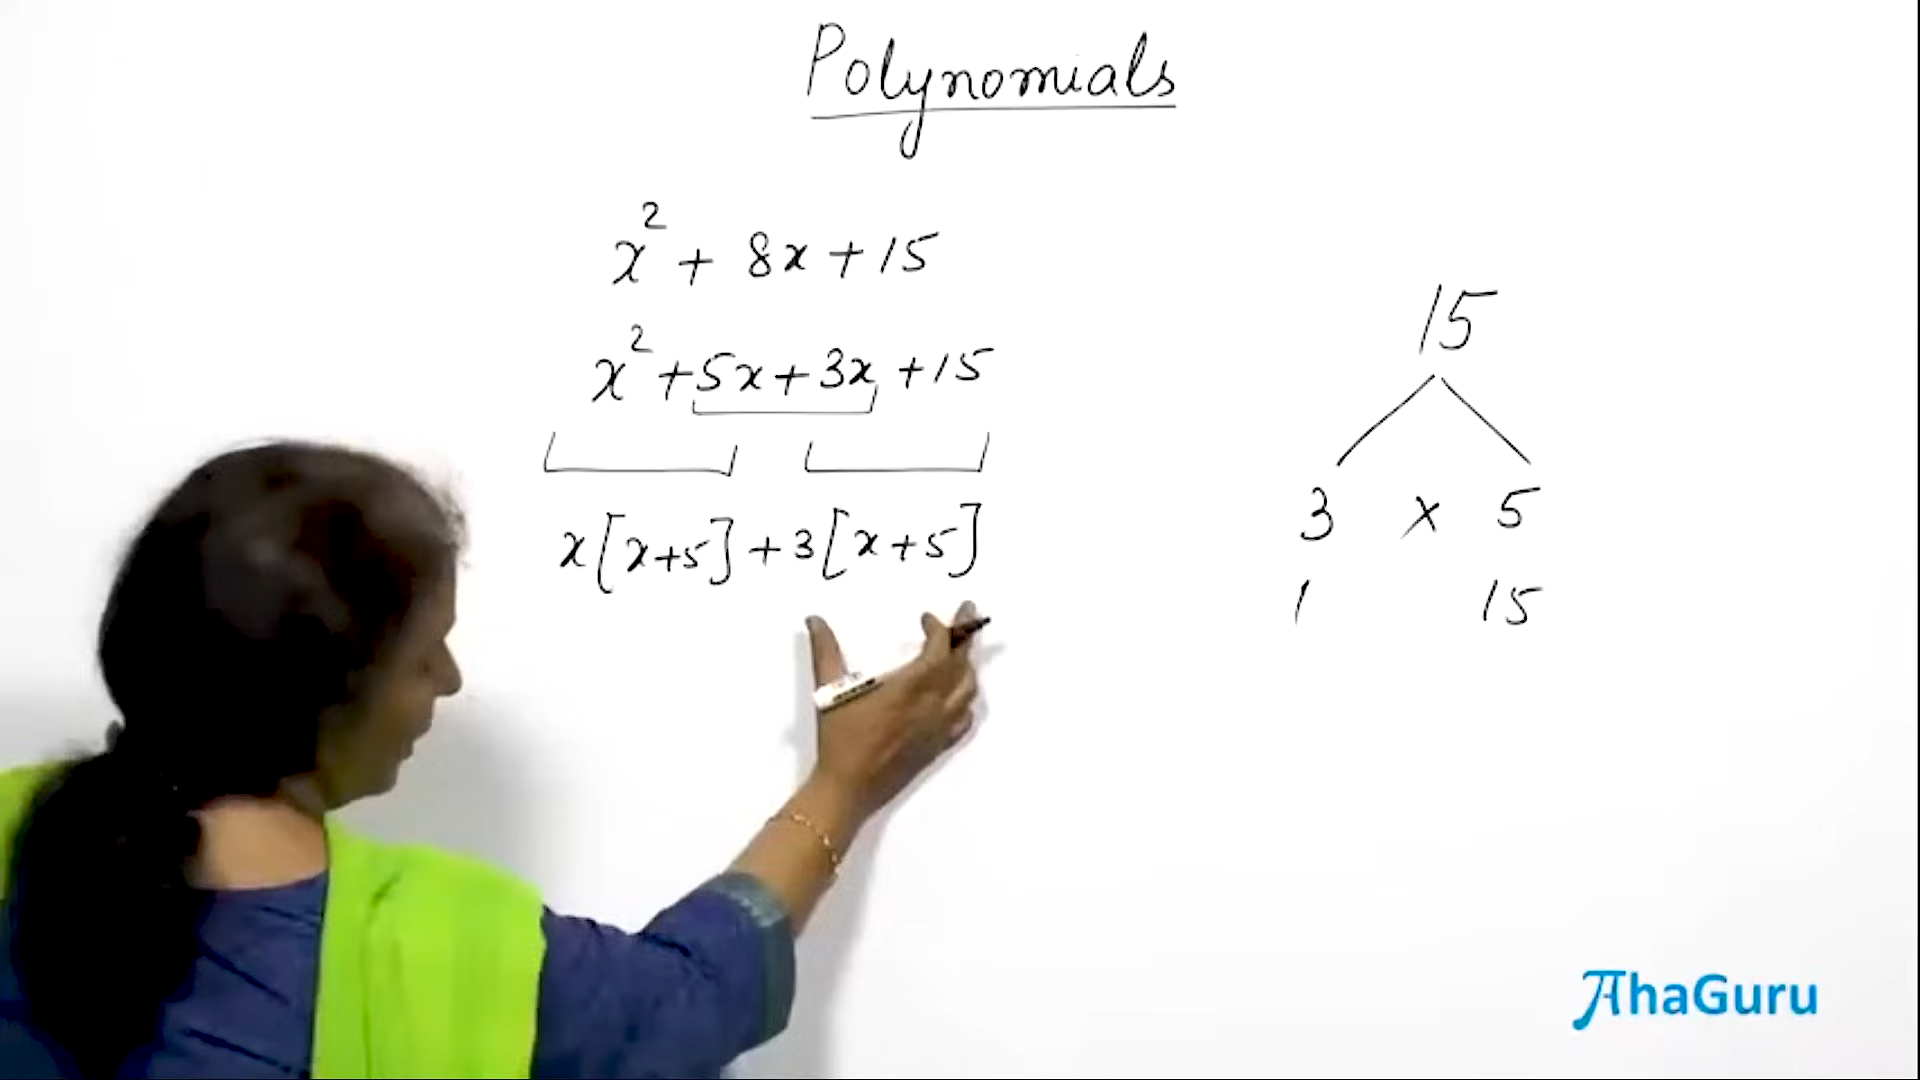 Polynomials
x² + 8x + 15
x² + 5x + 3x + 15
x[x+5] + 3[x+5]
15
3 x 5
1 15
AhaGuru